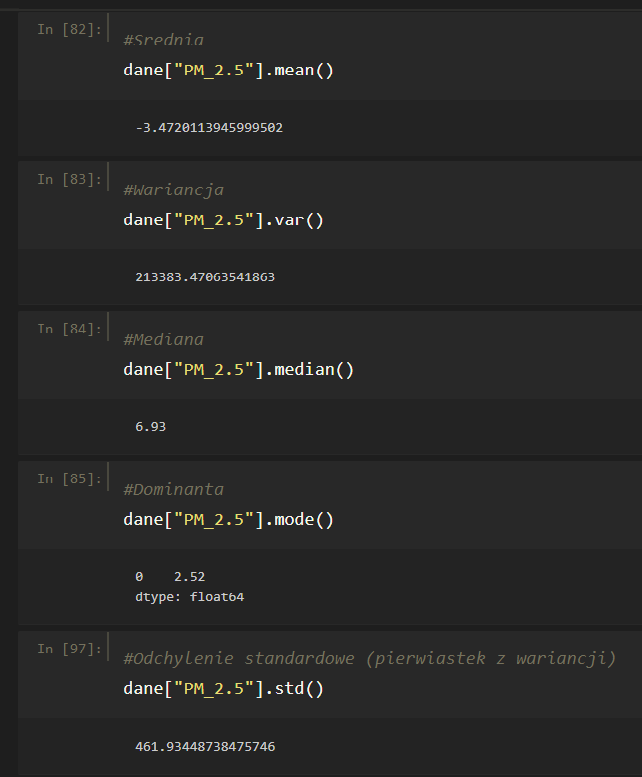 In [82]:
#Średnia
dane["PM_2.5"].mean()
-3.4720113945999502
In [83]:
#Wariancja
dane["PM_2.5"].var()
213383.47063541863
In [84]:
#Mediana
dane["PM_2.5"].median()
6.93
In [85]:
#Dominanta
dane["PM_2.5"].mode()
0    2.52
dtype: float64
In [97]:
#Odchylenie standardowe (pierwiastek z wariancji)
dane["PM_2.5"].std()
461.93448738475746